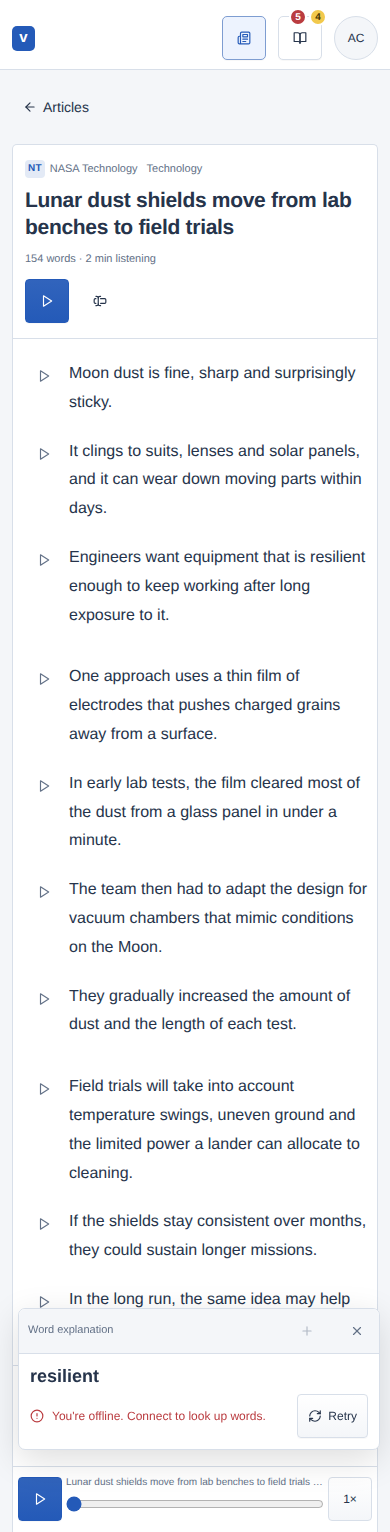 V
5
4
AC
Articles
NT NASA Technology Technology
Lunar dust shields move from lab
benches to field trials
154 words · 2 min listening
Moon dust is fine, sharp and surprisingly
sticky.
It clings to suits, lenses and solar panels,
and it can wear down moving parts within
days.
Engineers want equipment that is resilient
enough to keep working after long
exposure to it.
One approach uses a thin film of
electrodes that pushes charged grains
away from a surface.
In early lab tests, the film cleared most of
the dust from a glass panel in under a
minute.
The team then had to adapt the design for
vacuum chambers that mimic conditions
on the Moon.
They gradually increased the amount of
dust and the length of each test.
Field trials will take into account
temperature swings, uneven ground and
the limited power a lander can allocate to
cleaning.
If the shields stay consistent over months,
they could sustain longer missions.
In the long run, the same idea may help
Word explanation
resilient
You're offline. Connect to look up words.
Retry
Lunar dust shields move from lab benches to field trials ...
1×